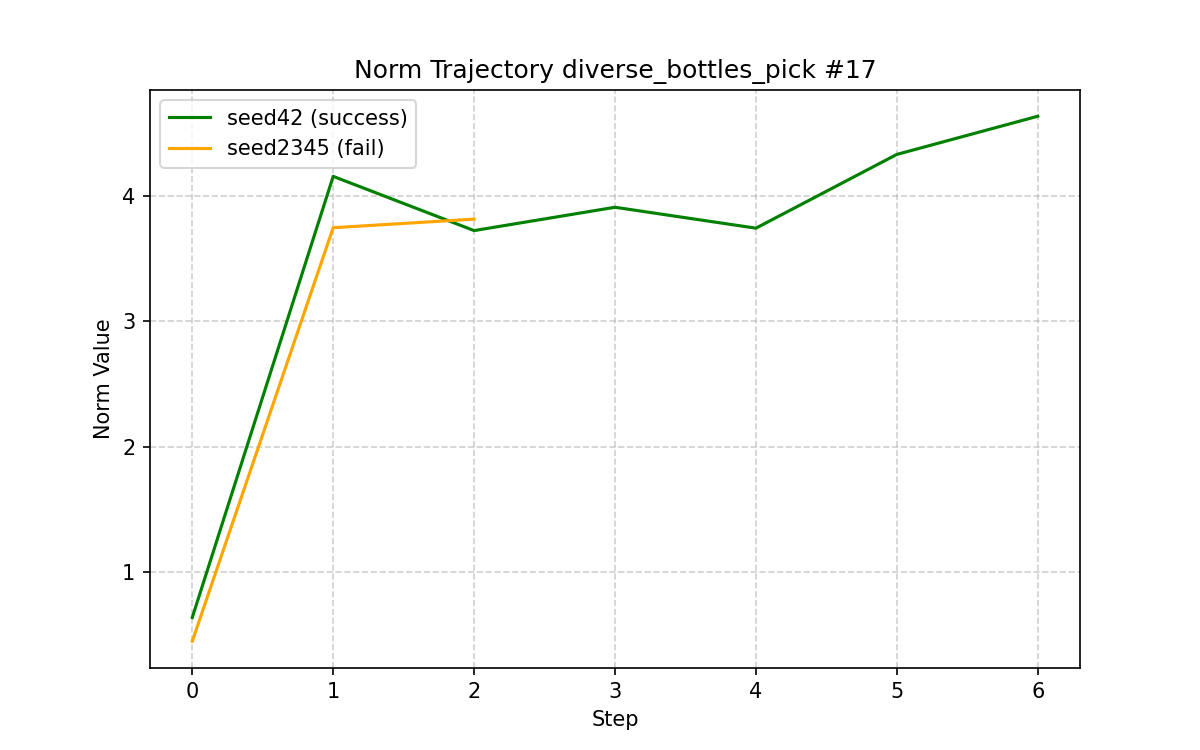 Norm Trajectory diverse_bottles_pick #17
seed42 (success)
seed2345 (fail)
4
3
2
1
Norm Value
0 1 2 3 4 5 6
Step